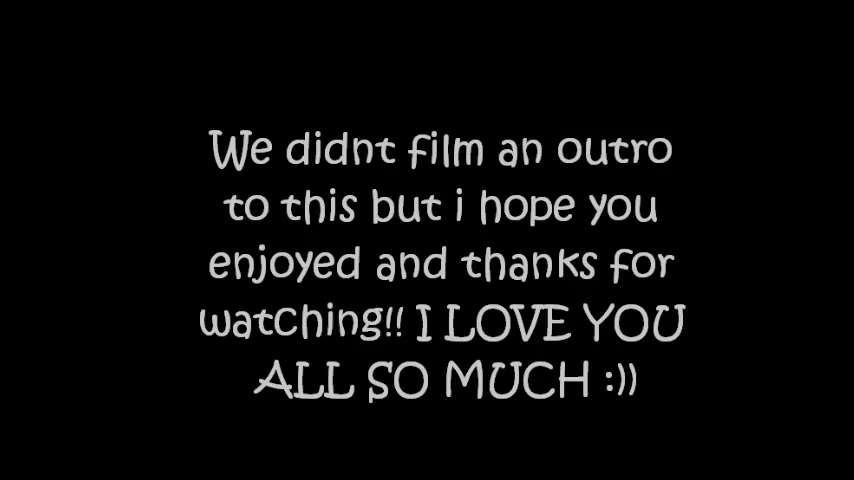 We didnt film an outro
to this but i hope you
enjoyed and thanks for
watching!! I LOVE YOU
ALL SO MUCH :))